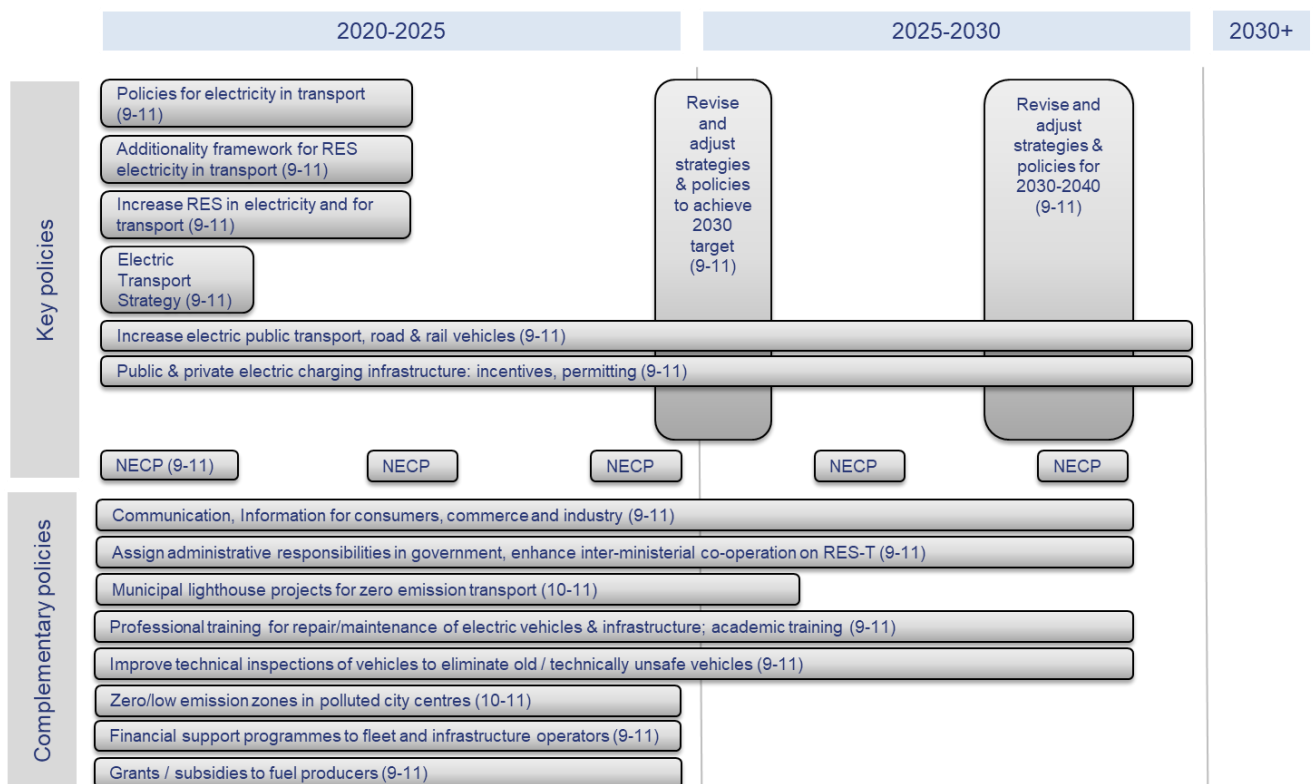 2020-2025
2025-2030
2030+
Key policies
Policies for electricity in transport
(9-11)
Additionality framework for RES
electricity in transport (9-11)
Increase RES in electricity and for
transport (9-11)
Electric
Transport
Strategy (9-11)
Revise
and
adjust
strategies
& policies
to achieve
2030
target
(9-11)
Revise and
adjust
strategies &
policies for
2030-2040
(9-11)
Increase electric public transport, road & rail vehicles (9-11)
Public & private electric charging infrastructure: incentives, permitting (9-11)
NECP (9-11)
NECP
NECP
NECP
NECP
Complementary policies
Communication, Information for consumers, commerce and industry (9-11)
Assign administrative responsibilities in government, enhance inter-ministerial co-operation on RES-T (9-11)
Municipal lighthouse projects for zero emission transport (10-11)
Professional training for repair/maintenance of electric vehicles & infrastructure; academic training (9-11)
Improve technical inspections of vehicles to eliminate old / technically unsafe vehicles (9-11)
Zero/low emission zones in polluted city centres (10-11)
Financial support programmes to fleet and infrastructure operators (9-11)
Grants / subsidies to fuel producers (9-11)